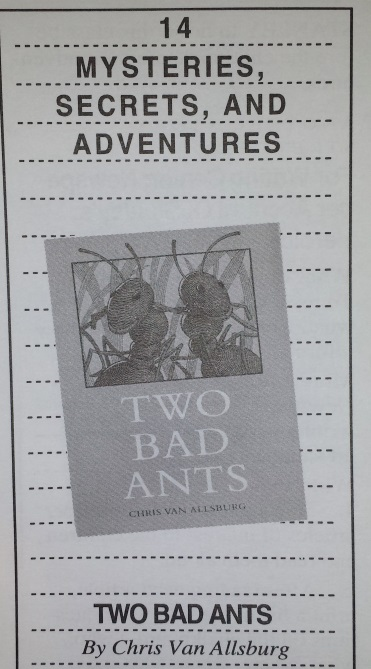 14
MYSTERIES,
SECRETS, AND
ADVENTURES
TWO
BAD
ANTS
CHRIS VAN ALLSBURG
TWO BAD ANTS
By Chris Van Allsburg